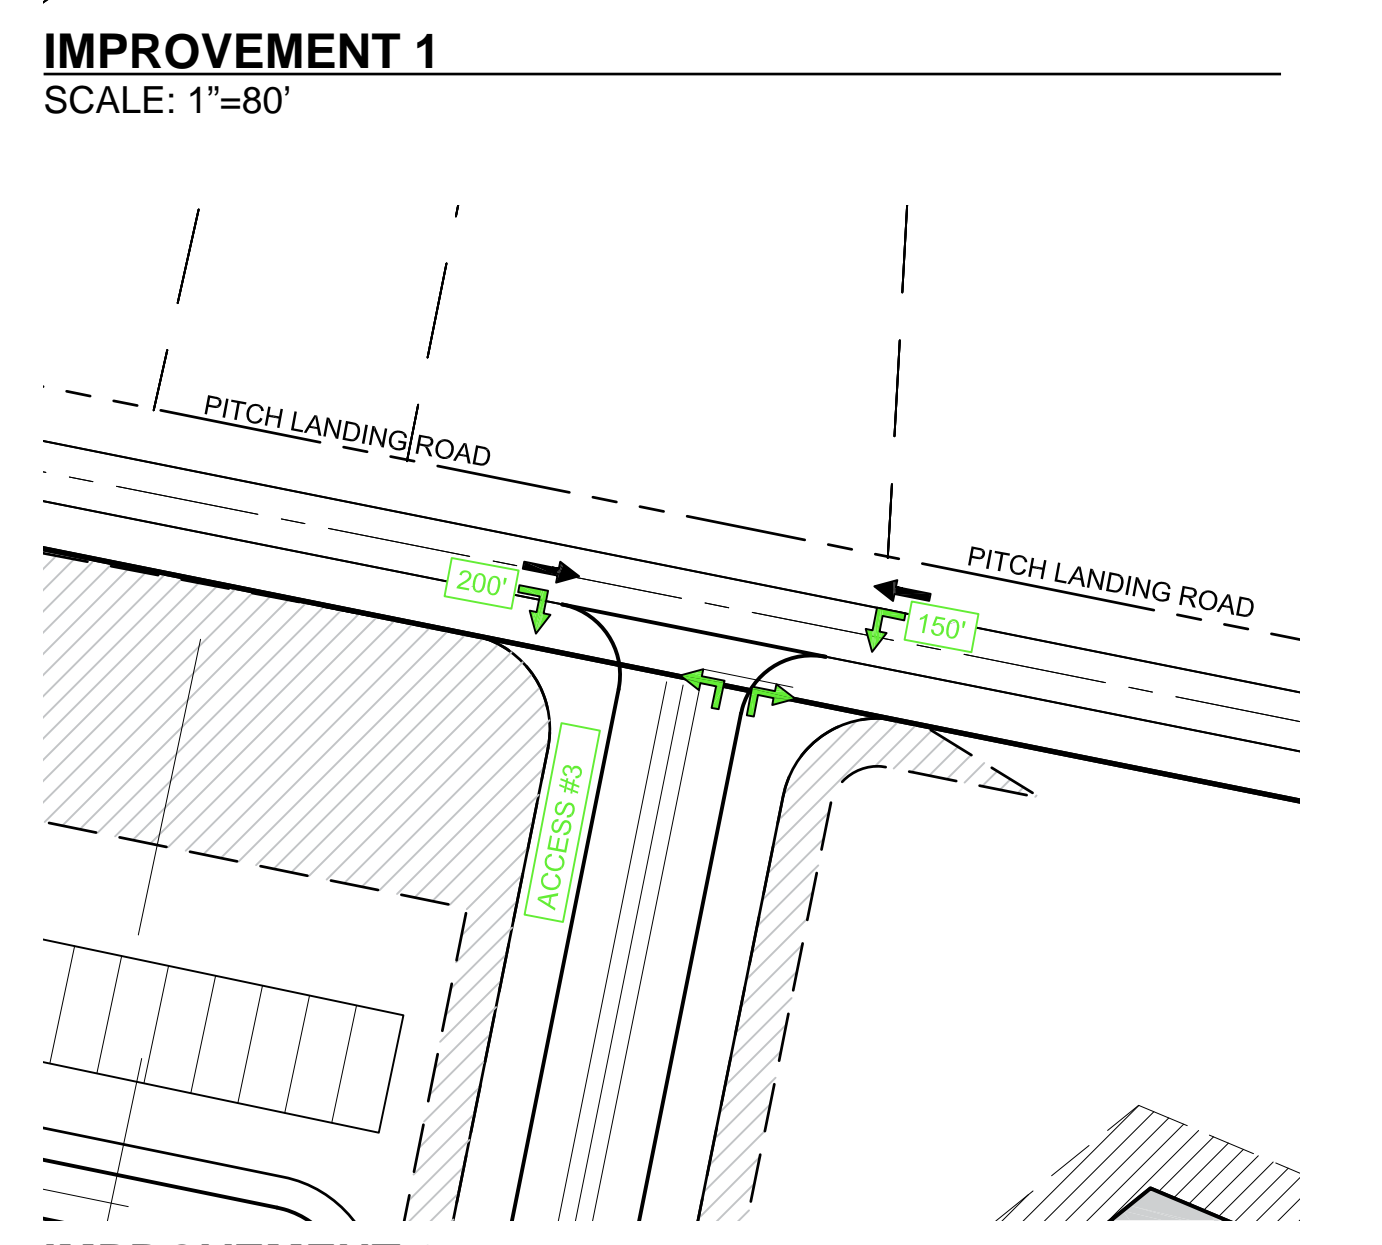 IMPROVEMENT 1
SCALE: 1”=80’
PITCH LANDING ROAD
PITCH LANDING ROAD
200'
150'
ACCESS #3